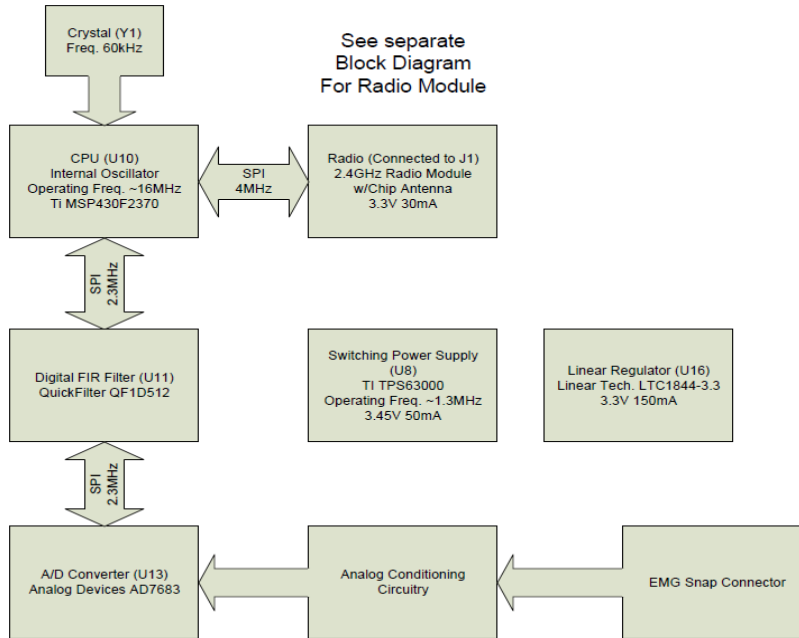 Crystal (Y1)
Freq. 60kHz
See separate
Block Diagram
For Radio Module
CPU (U10)
Internal Oscillator
Operating Freq. ~16MHz
Ti MSP430F2370
SPI
4MHz
Radio (Connected to J1)
2.4GHz Radio Module
w/Chip Antenna
3.3V 30mA
SPI
2.3MHz
Digital FIR Filter (U11)
QuickFilter QF1D512
Switching Power Supply
(U8)
TI TPS63000
Operating Freq. ~1.3MHz
3.45V 50mA
Linear Regulator (U16)
Linear Tech. LTC1844-3.3
3.3V 150mA
SPI
2.3MHz
A/D Converter (U13)
Analog Devices AD7683
Analog Conditioning
Circuitry
EMG Snap Connector